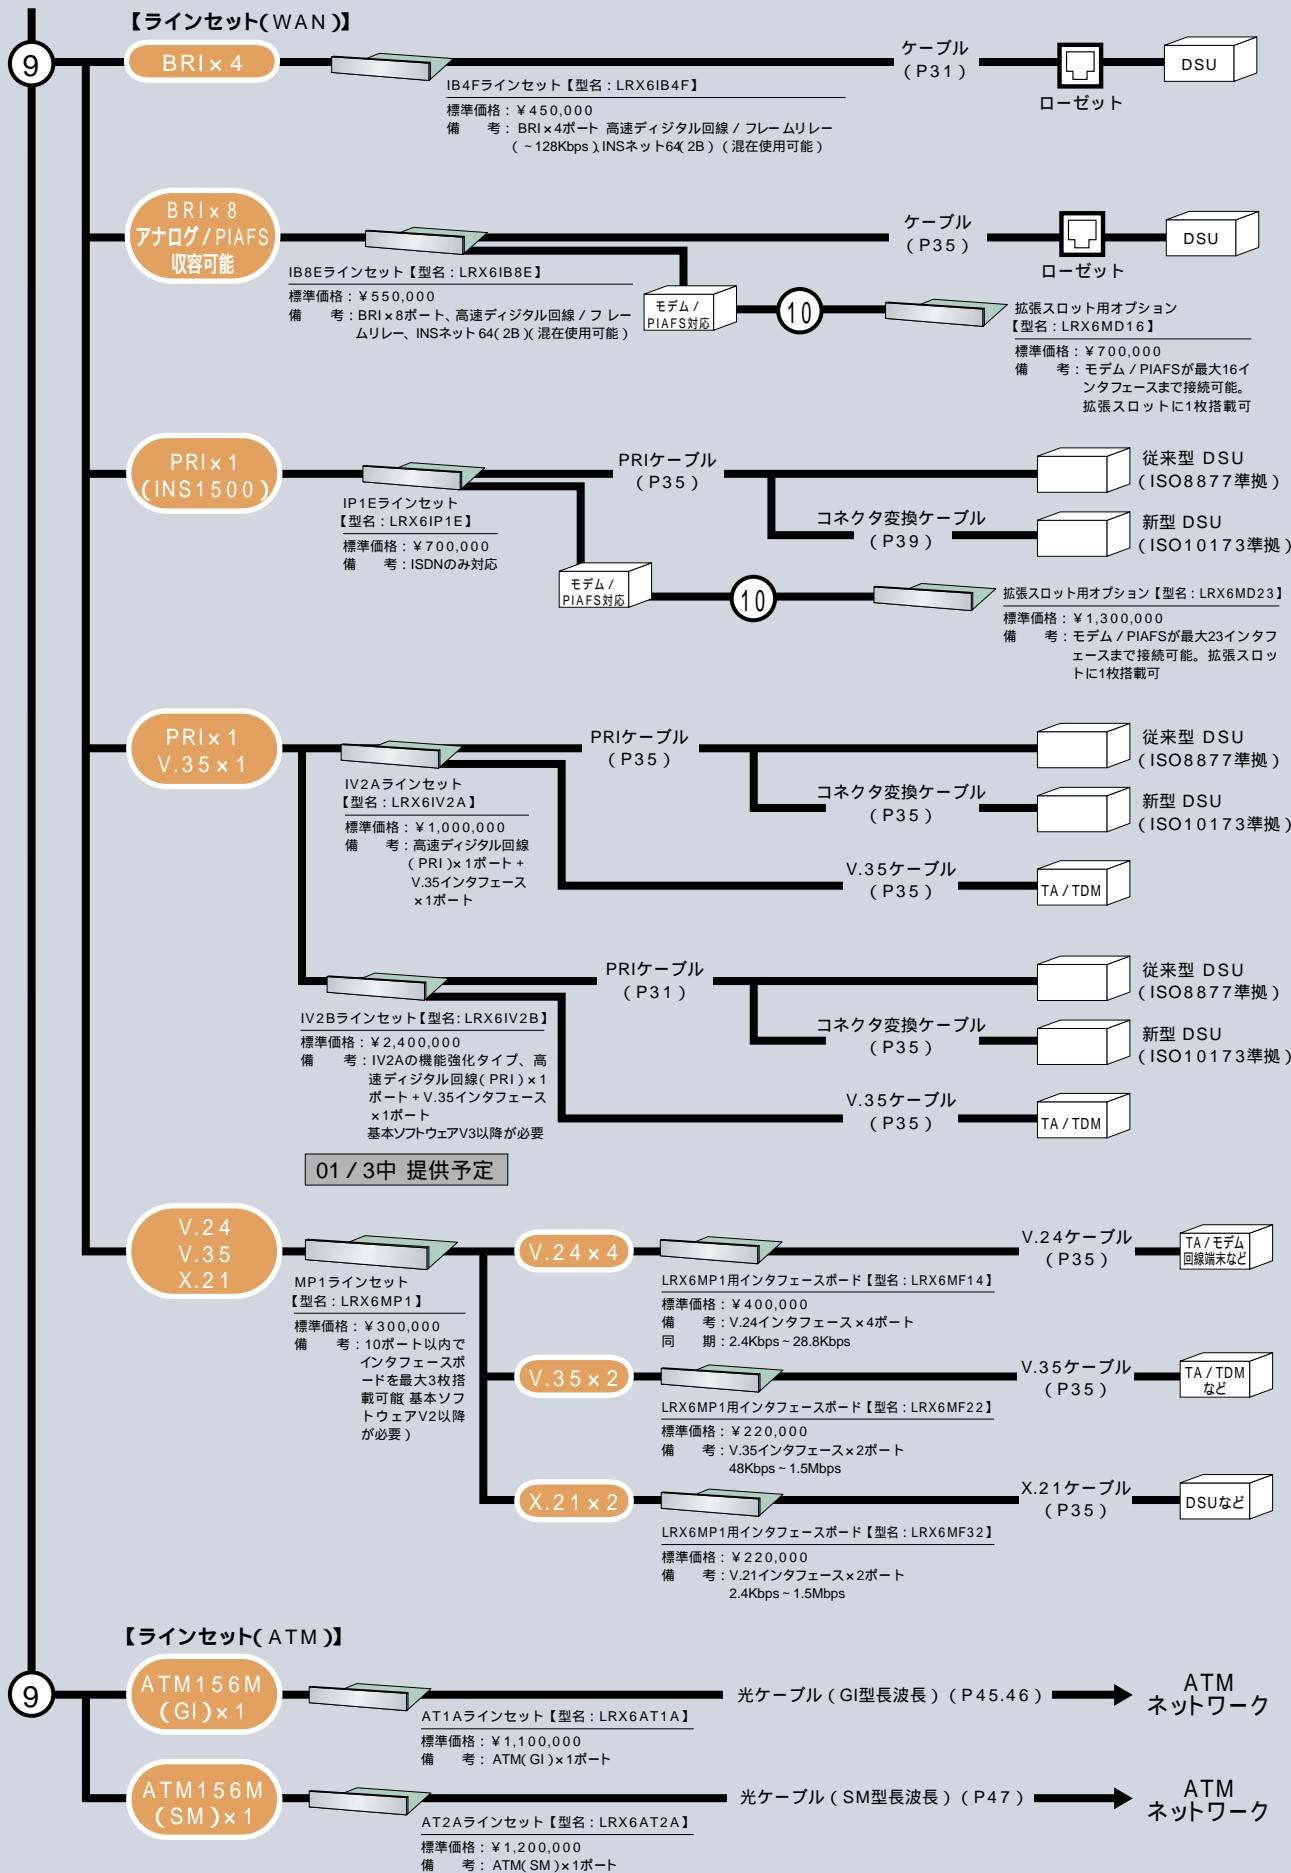 【ラインセット(WAN)】
9
BRI×4
IB4Fラインセット【型名：LRX6IB4F】
標準価格：￥450,000
備　考：BRI×4ポート 高速ディジタル回線／フレームリレー
（~128Kbps）、INSネット64(2B)（混在使用可能）
ケーブル
（P31）
ローゼット
DSU
BRI×8
アナログ/PIAFS
収容可能
IB8Eラインセット【型名：LRX6IB8E】
標準価格：￥550,000
備　考：BRI×8ポート、高速ディジタル回線／フレー
ムリレー、INSネット64(2B)(混在使用可能）
ケーブル
（P35）
ローゼット
DSU
モデム/
PIAFS対応
10
拡張スロット用オプション
【型名：LRX6MD16】
標準価格：￥700,000
備　考：モデム／PIAFSが最大16イ
ンタフェースまで接続可能。
拡張スロットに1枚搭載可
PRI×1
(INS1500)
IP1Eラインセット
【型名：LRX6IP1E】
標準価格：￥700,000
備　考：ISDNのみ対応
PRIケーブル
（P35）
従来型 DSU
（ISO8877準拠）
コネクタ変換ケーブル
（P39）
新型 DSU
（ISO10173準拠）
モデム/
PIAFS対応
10
拡張スロット用オプション【型名：LRX6MD23】
標準価格：￥1,300,000
備　考：モデム／PIAFSが最大23インタフ
ェースまで接続可能。拡張スロッ
トに1枚搭載可
PRI×1
V.35×1
IV2Aラインセット
【型名：LRX6IV2A】
標準価格：￥1,000,000
備　考：高速ディジタル回線
（PRI）×1ポート＋
V.35インタフェース
×1ポート
PRIケーブル
（P35）
従来型 DSU
（ISO8877準拠）
コネクタ変換ケーブル
（P35）
新型 DSU
（ISO10173準拠）
V.35ケーブル
（P35）
TA/TDM
IV2Bラインセット【型名：LRX6IV2B】
標準価格：￥2,400,000
備　考：IV2Aの機能強化タイプ、高
速ディジタル回線(PRI)×1
ポート＋V.35インタフェース
×1ポート
基本ソフトウェアV3以降が必要
01/3中 提供予定
PRIケーブル
（P31）
従来型 DSU
（ISO8877準拠）
コネクタ変換ケーブル
（P35）
新型 DSU
（ISO10173準拠）
V.35ケーブル
（P35）
TA/TDM
V.24
V.35
X.21
MP1ラインセット
【型名：LRX6MP1】
標準価格：￥300,000
備　考：10ポート以内で
インタフェースボ
ードを最大3枚搭
載可能(基本ソフ
トウェアV2以降
が必要）
V.24×4
LRX6MP1用インタフェースボード【型名：LRX6MF14】
標準価格：￥400,000
備　考：V.24インタフェース×4ポート
同　期：2.4Kbps~28.8Kbps
V.24ケーブル
（P35）
TA/モデム
回線端末など
V.35×2
LRX6MP1用インタフェースボード【型名：LRX6MF22】
標準価格：￥220,000
備　考：V.35インタフェース×2ポート
48Kbps~1.5Mbps
V.35ケーブル
（P35）
TA/TDM
など
X.21×2
LRX6MP1用インタフェースボード【型名：LRX6MF32】
標準価格：￥220,000
備　考：V.21インタフェース×2ポート
2.4Kbps~1.5Mbps
X.21ケーブル
（P35）
DSUなど
【ラインセット(ATM)】
9
ATM156M
（GI）×1
AT1Aラインセット【型名：LRX6AT1A】
標準価格：￥1,100,000
備　考：ATM(GI)×1ポート
光ケーブル（GI型長波長）（P45.46）
ATM
ネットワーク
ATM156M
（SM）×1
AT2Aラインセット【型名：LRX6AT2A】
標準価格：￥1,200,000
備　考：ATM(SM)×1ポート
光ケーブル（SM型長波長）（P47）
ATM
ネットワーク